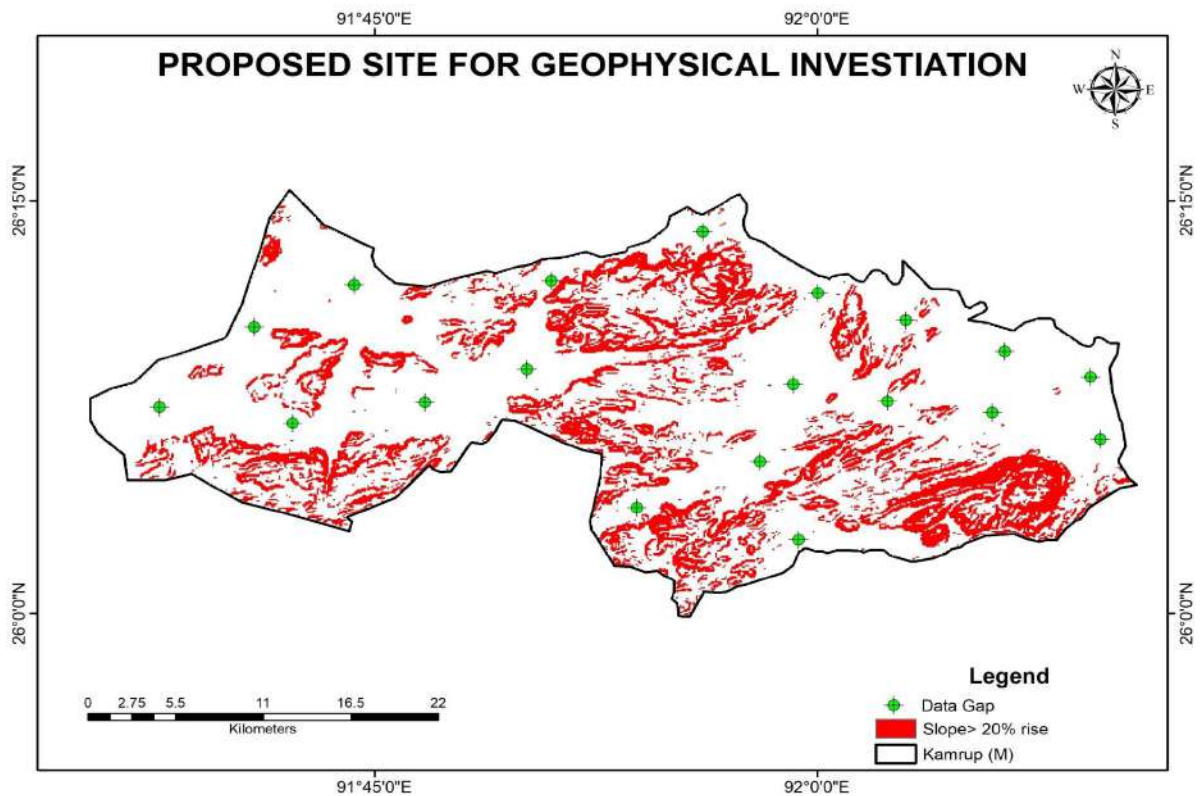 91°45'0"E
92°0'0"E
PROPOSED SITE FOR GEOPHYSICAL INVESTIATION
N
W E
S
26°15'0"N
26°15'0"N
26°0'0"N
26°0'0"N
Legend
Data Gap
Slope> 20% rise
Kamrup (M)
0 2.75 5.5 11 16.5 22
Kilometers
91°45'0"E
92°0'0"E